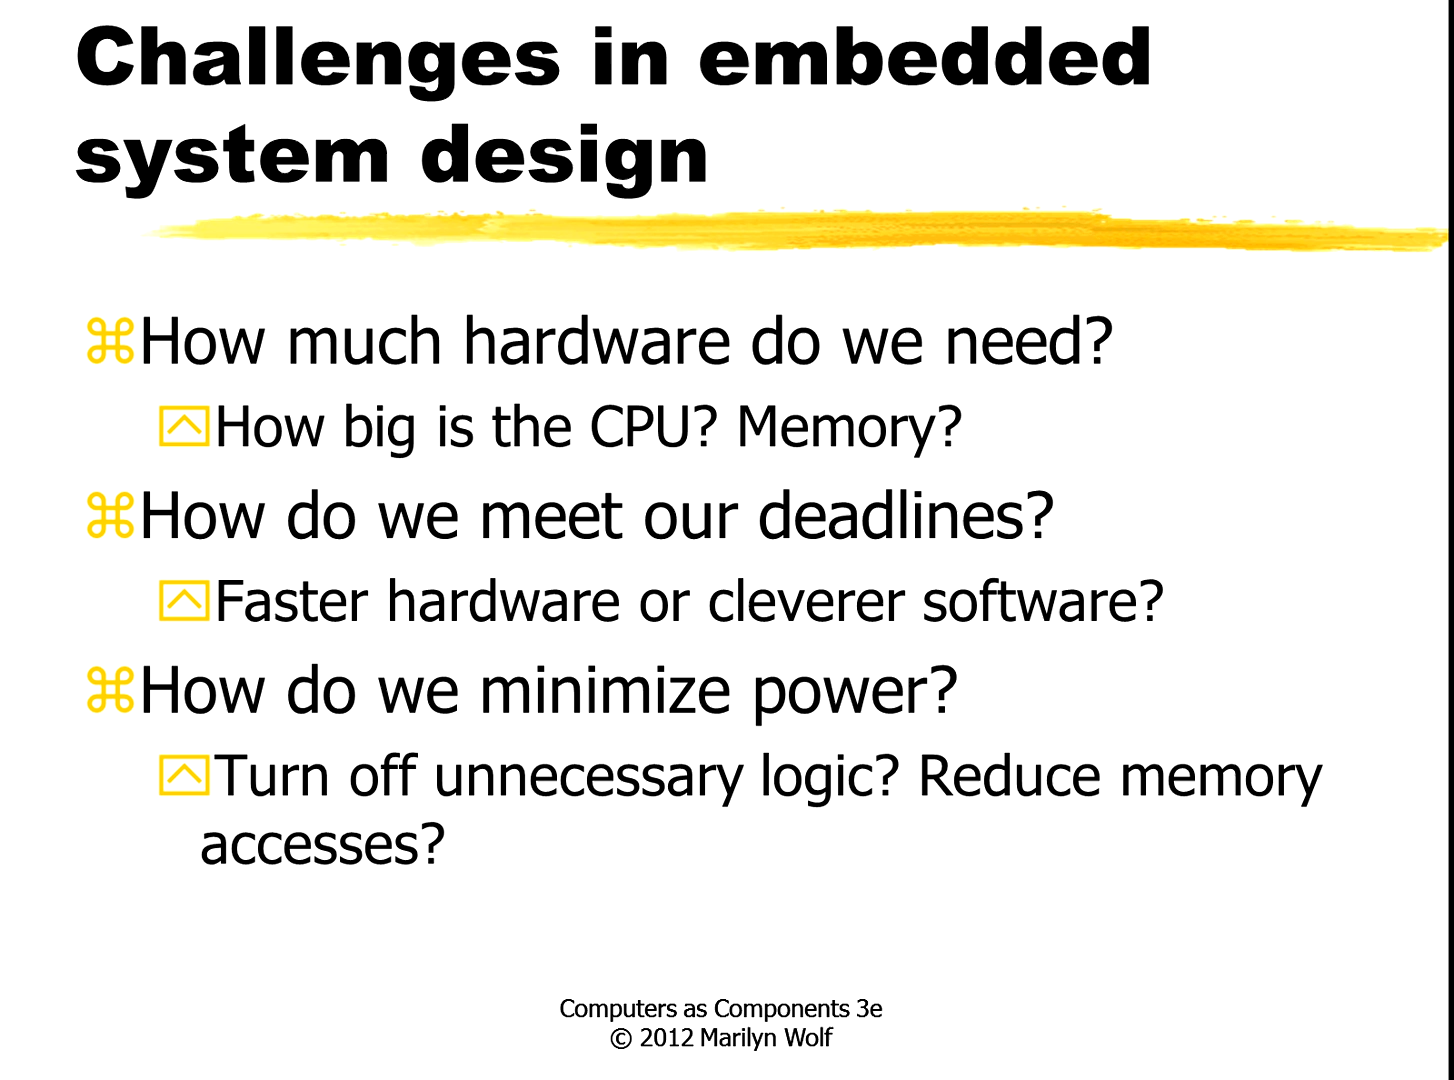 Challenges in embedded
system design
⌘How much hardware do we need?
How big is the CPU? Memory?
⌘How do we meet our deadlines?
Faster hardware or cleverer software?
⌘How do we minimize power?
Turn off unnecessary logic? Reduce memory
accesses?
Computers as Components 3e
© 2012 Marilyn Wolf